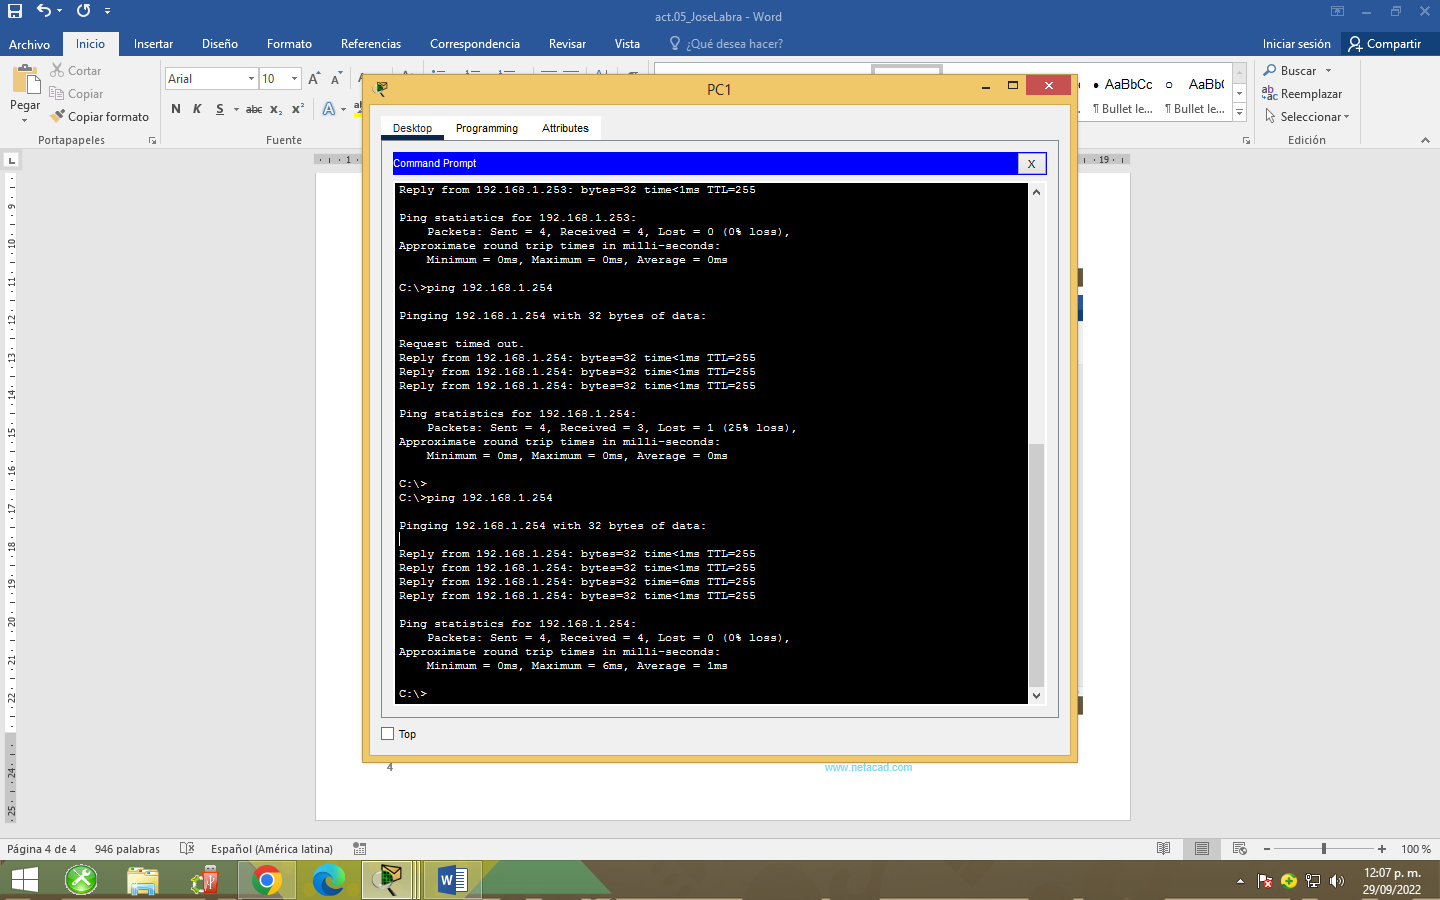 act.05_JoseLabra - Word
Archivo Inicio Insertar Diseño Formato Referencias Correspondencia Revisar Vista ¿Qué desea hacer? Iniciar sesión Compartir
Pegar
Cortar
Copiar
Copiar formato
Portapapeles
Arial 10
N K S abc x₂ x²
Fuente
AaBbCc AaBb
¶ Bullet le... ¶ Bullet le...
Buscar
Reemplazar
Seleccionar
Edición
PC1
Desktop Programming Attributes
Command Prompt X
Reply from 192.168.1.253: bytes=32 time<1ms TTL=255
Ping statistics for 192.168.1.253:
Packets: Sent = 4, Received = 4, Lost = 0 (0% loss),
Approximate round trip times in milli-seconds:
Minimum = 0ms, Maximum = 0ms, Average = 0ms
C:\>ping 192.168.1.254
Pinging 192.168.1.254 with 32 bytes of data:
Request timed out.
Reply from 192.168.1.254: bytes=32 time<1ms TTL=255
Reply from 192.168.1.254: bytes=32 time<1ms TTL=255
Reply from 192.168.1.254: bytes=32 time<1ms TTL=255
Ping statistics for 192.168.1.254:
Packets: Sent = 4, Received = 3, Lost = 1 (25% loss),
Approximate round trip times in milli-seconds:
Minimum = 0ms, Maximum = 0ms, Average = 0ms
C:\>
C:\>ping 192.168.1.254
Pinging 192.168.1.254 with 32 bytes of data:
Reply from 192.168.1.254: bytes=32 time<1ms TTL=255
Reply from 192.168.1.254: bytes=32 time<1ms TTL=255
Reply from 192.168.1.254: bytes=32 time=6ms TTL=255
Reply from 192.168.1.254: bytes=32 time<1ms TTL=255
Ping statistics for 192.168.1.254:
Packets: Sent = 4, Received = 4, Lost = 0 (0% loss),
Approximate round trip times in milli-seconds:
Minimum = 0ms, Maximum = 6ms, Average = 1ms
C:\>
Top
4 www.netacad.com
Página 4 de 4 946 palabras Español (América latina) 100 %
12:07 p. m.
29/09/2022